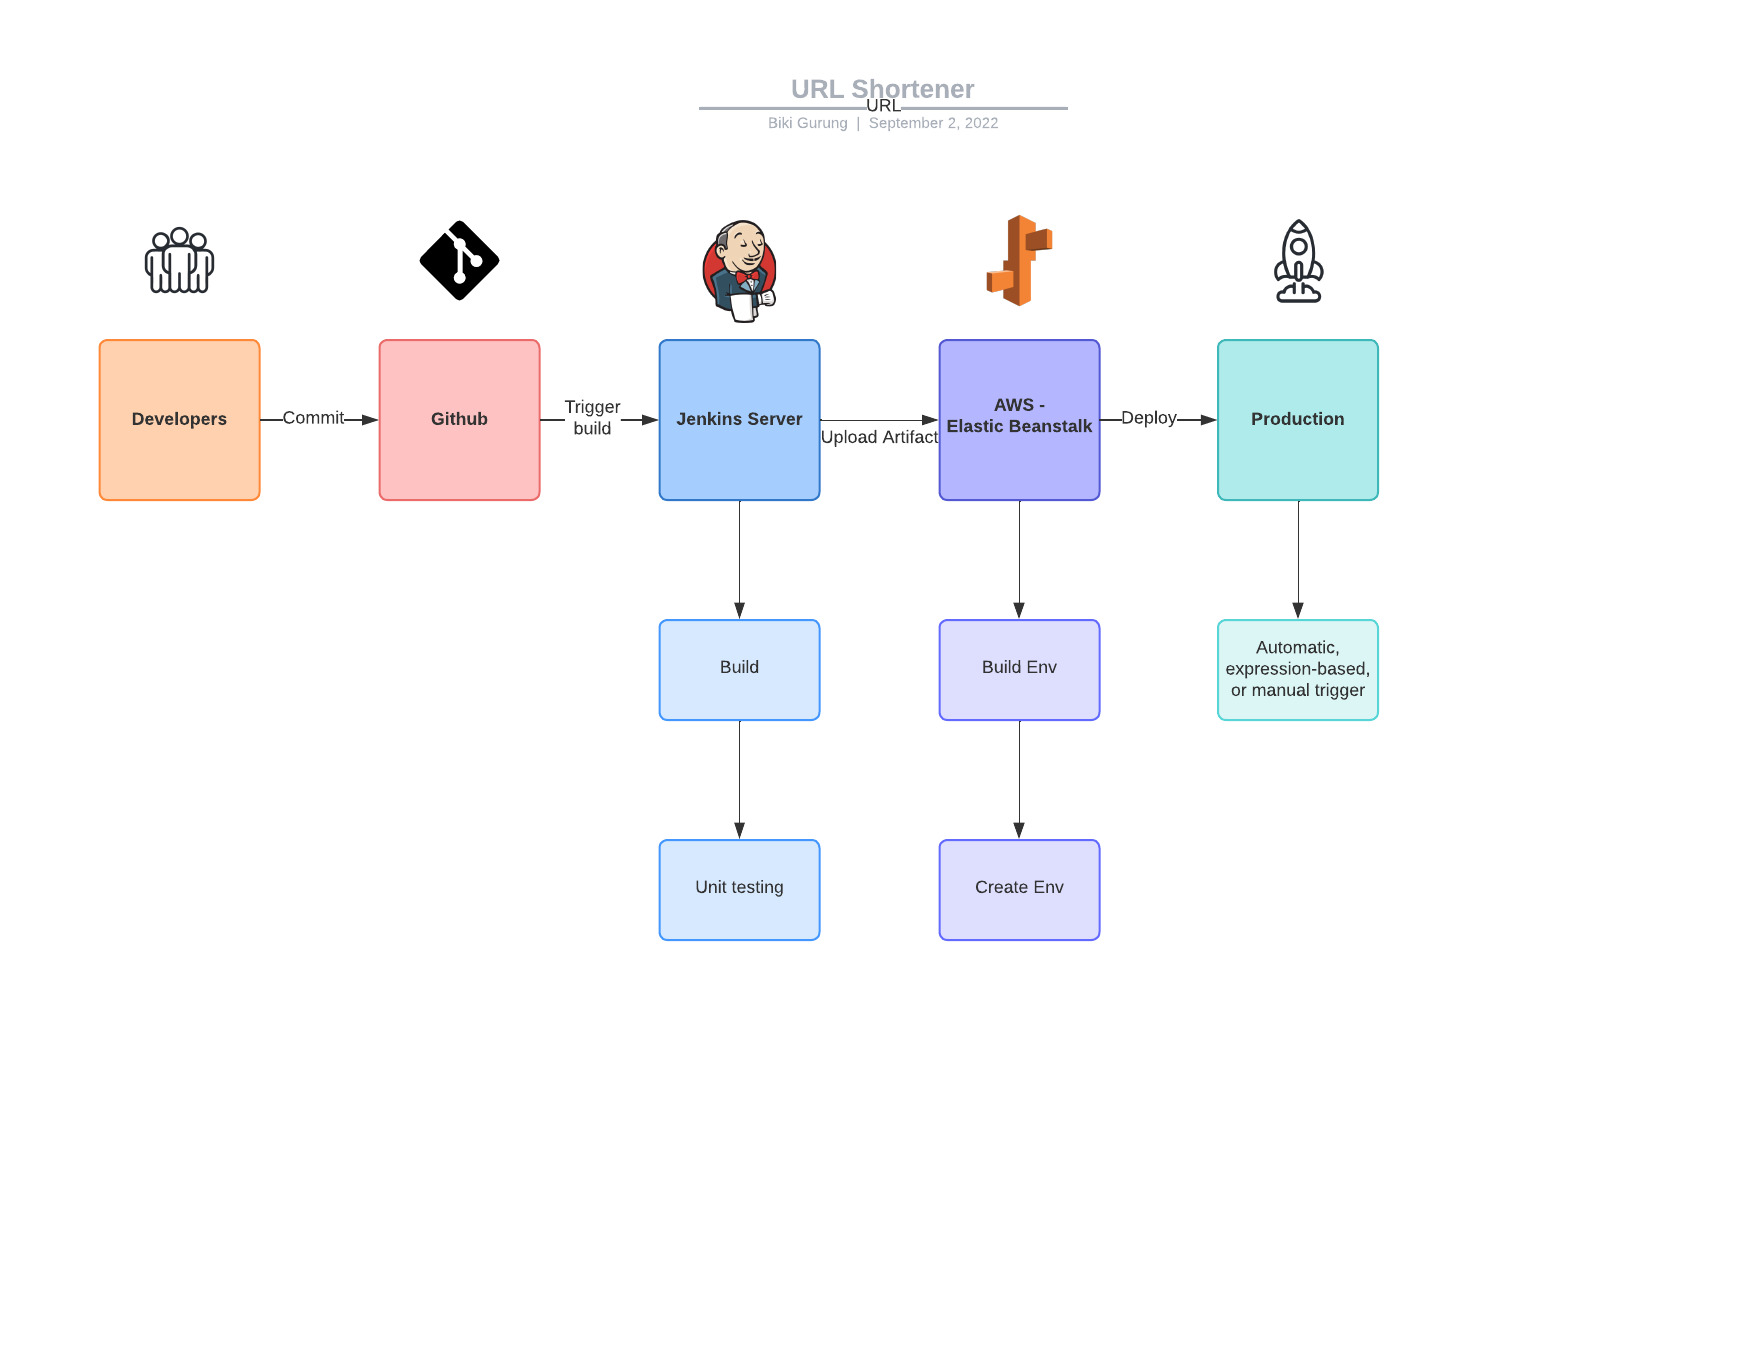 URL Shortener
URL
Biki Gurung | September 2, 2022
Developers
Commit
Github
Trigger
build
Jenkins Server
Upload Artifact
AWS -
Elastic Beanstalk
Deploy
Production
Build
Build Env
Automatic,
expression-based,
or manual trigger
Unit testing
Create Env